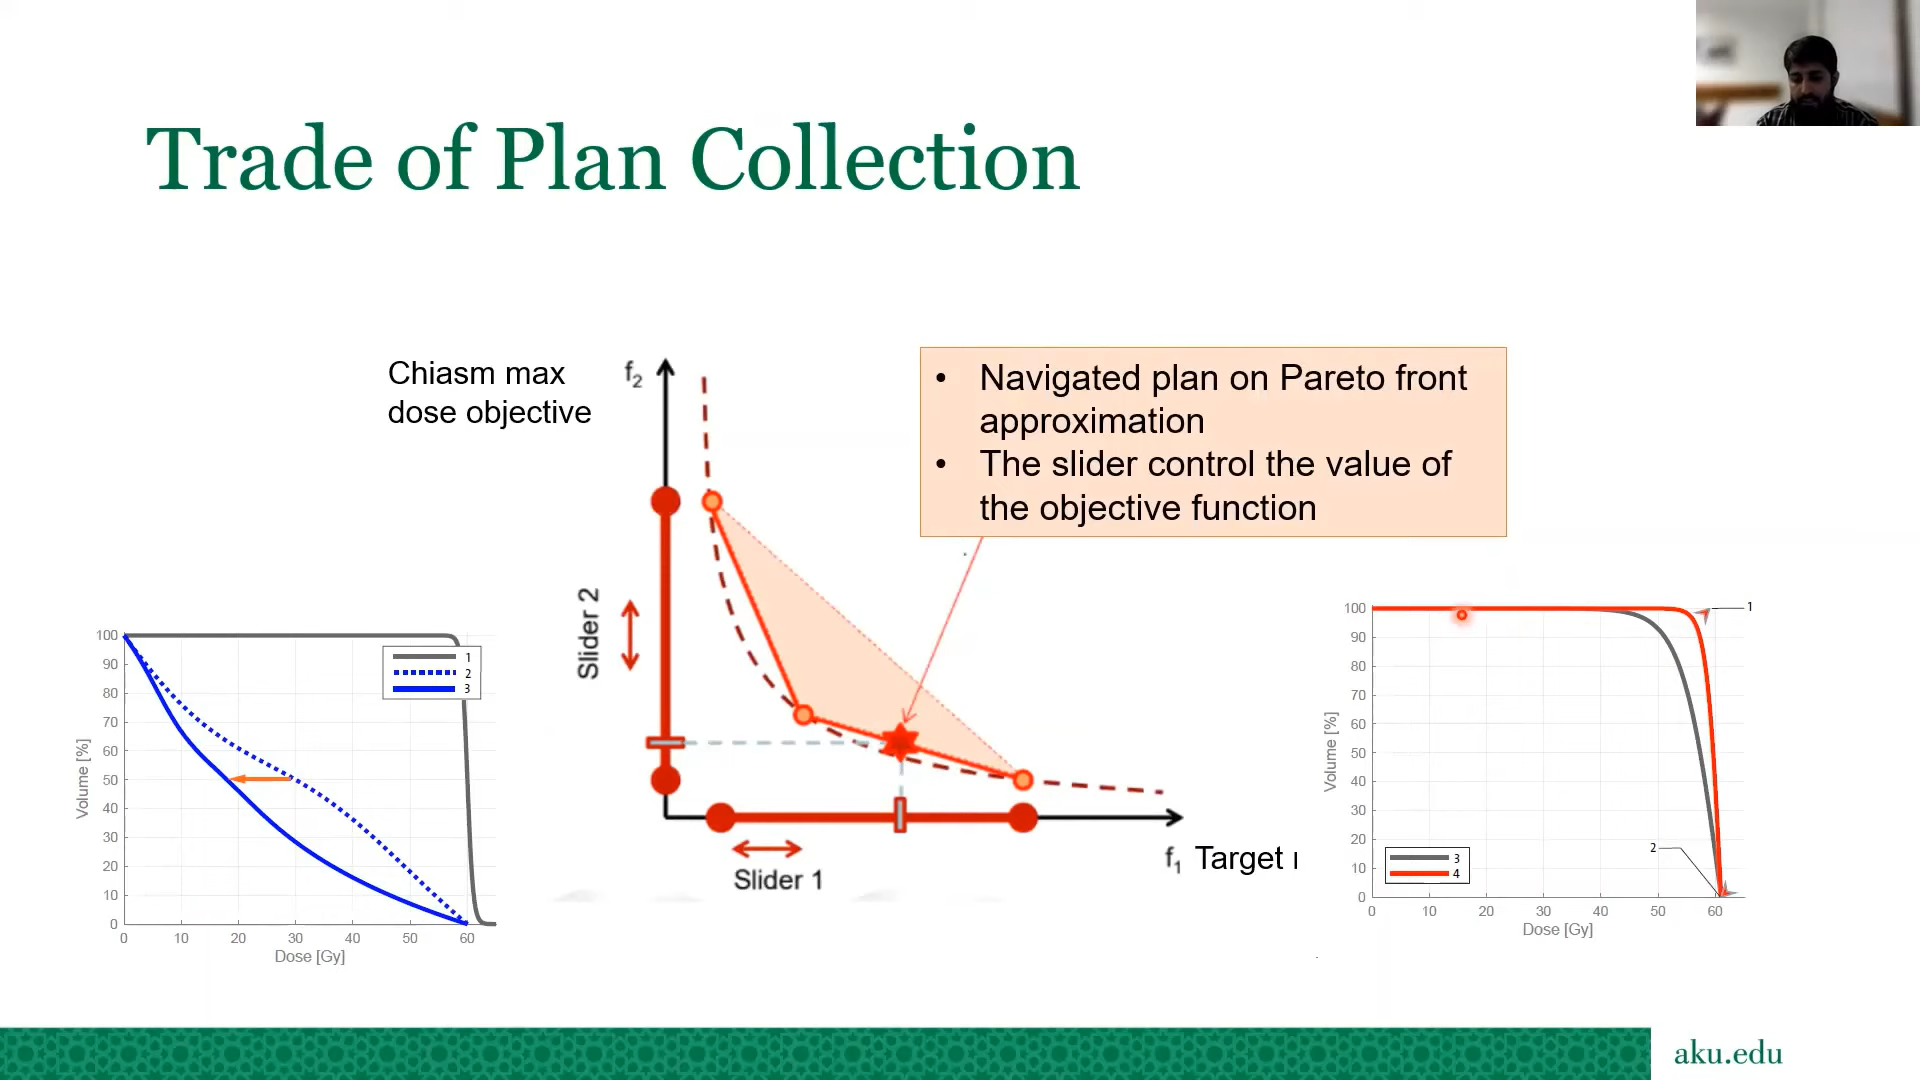 Trade of Plan Collection
Chiasm max
dose objective
f2
• Navigated plan on Pareto front
approximation
• The slider control the value of
the objective function
Slider 2
Slider 1
f1
Target
100
90
80
70
60
50
40
30
20
10
0
0 10 20 30 40 50 60
Volume [%]
Dose [Gy]
1
2
3
100
90
80
70
60
50
40
30
20
10
0
0 10 20 30 40 50 60
Volume [%]
Dose [Gy]
1
2
3
4
aku.edu